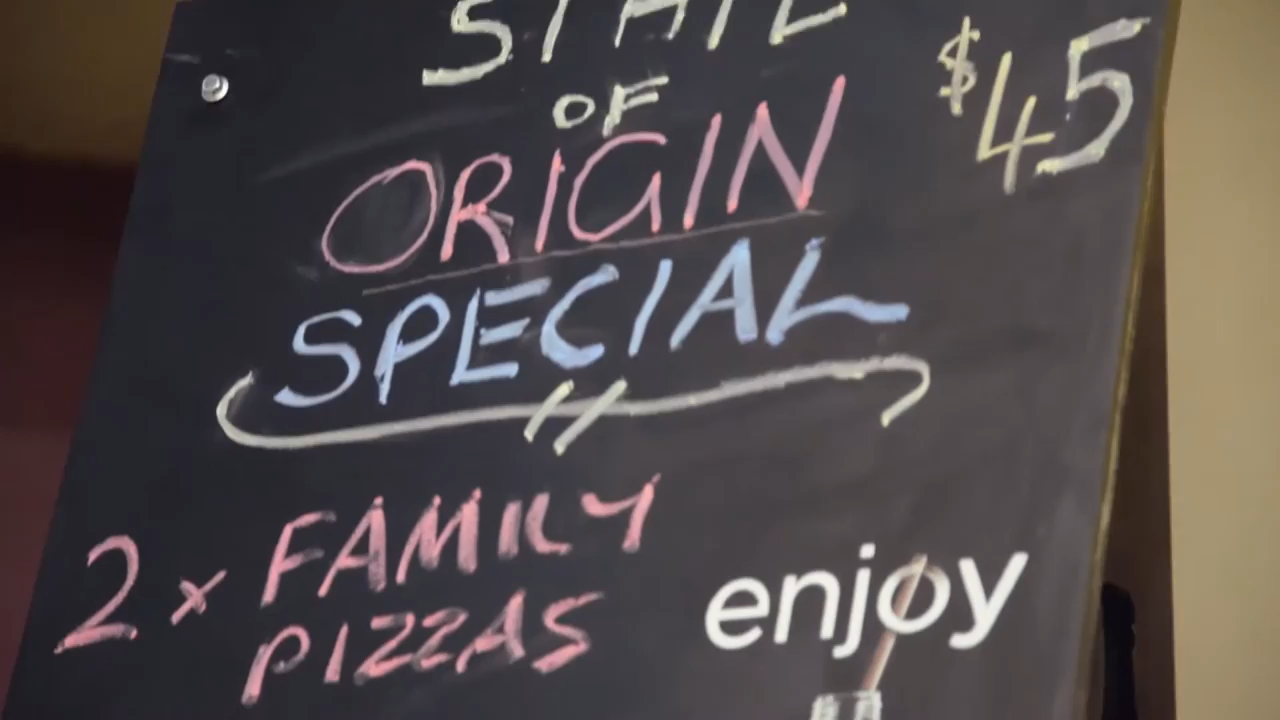 STATE
OF
ORIGIN
SPECIAL
$45
2 x FAMILY
PIZZAS
enjoy